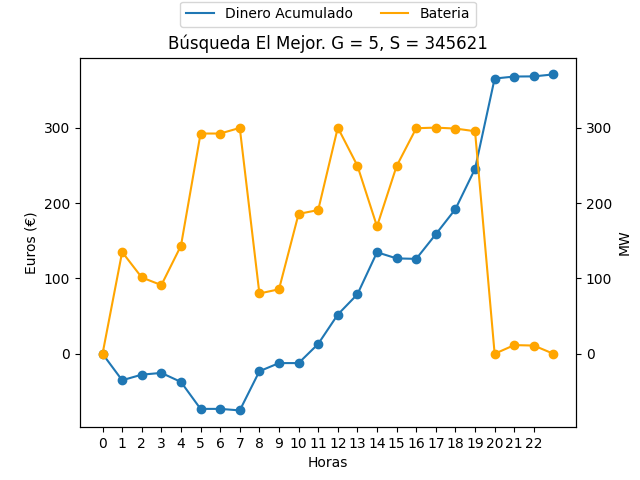 Dinero Acumulado Bateria
Búsqueda El Mejor. G = 5, S = 345621
Euros (€)
300
200
100
0
300
200
100
0
MW
0 1 2 3 4 5 6 7 8 9 10 11 12 13 14 15 16 17 18 19 20 21 22
Horas